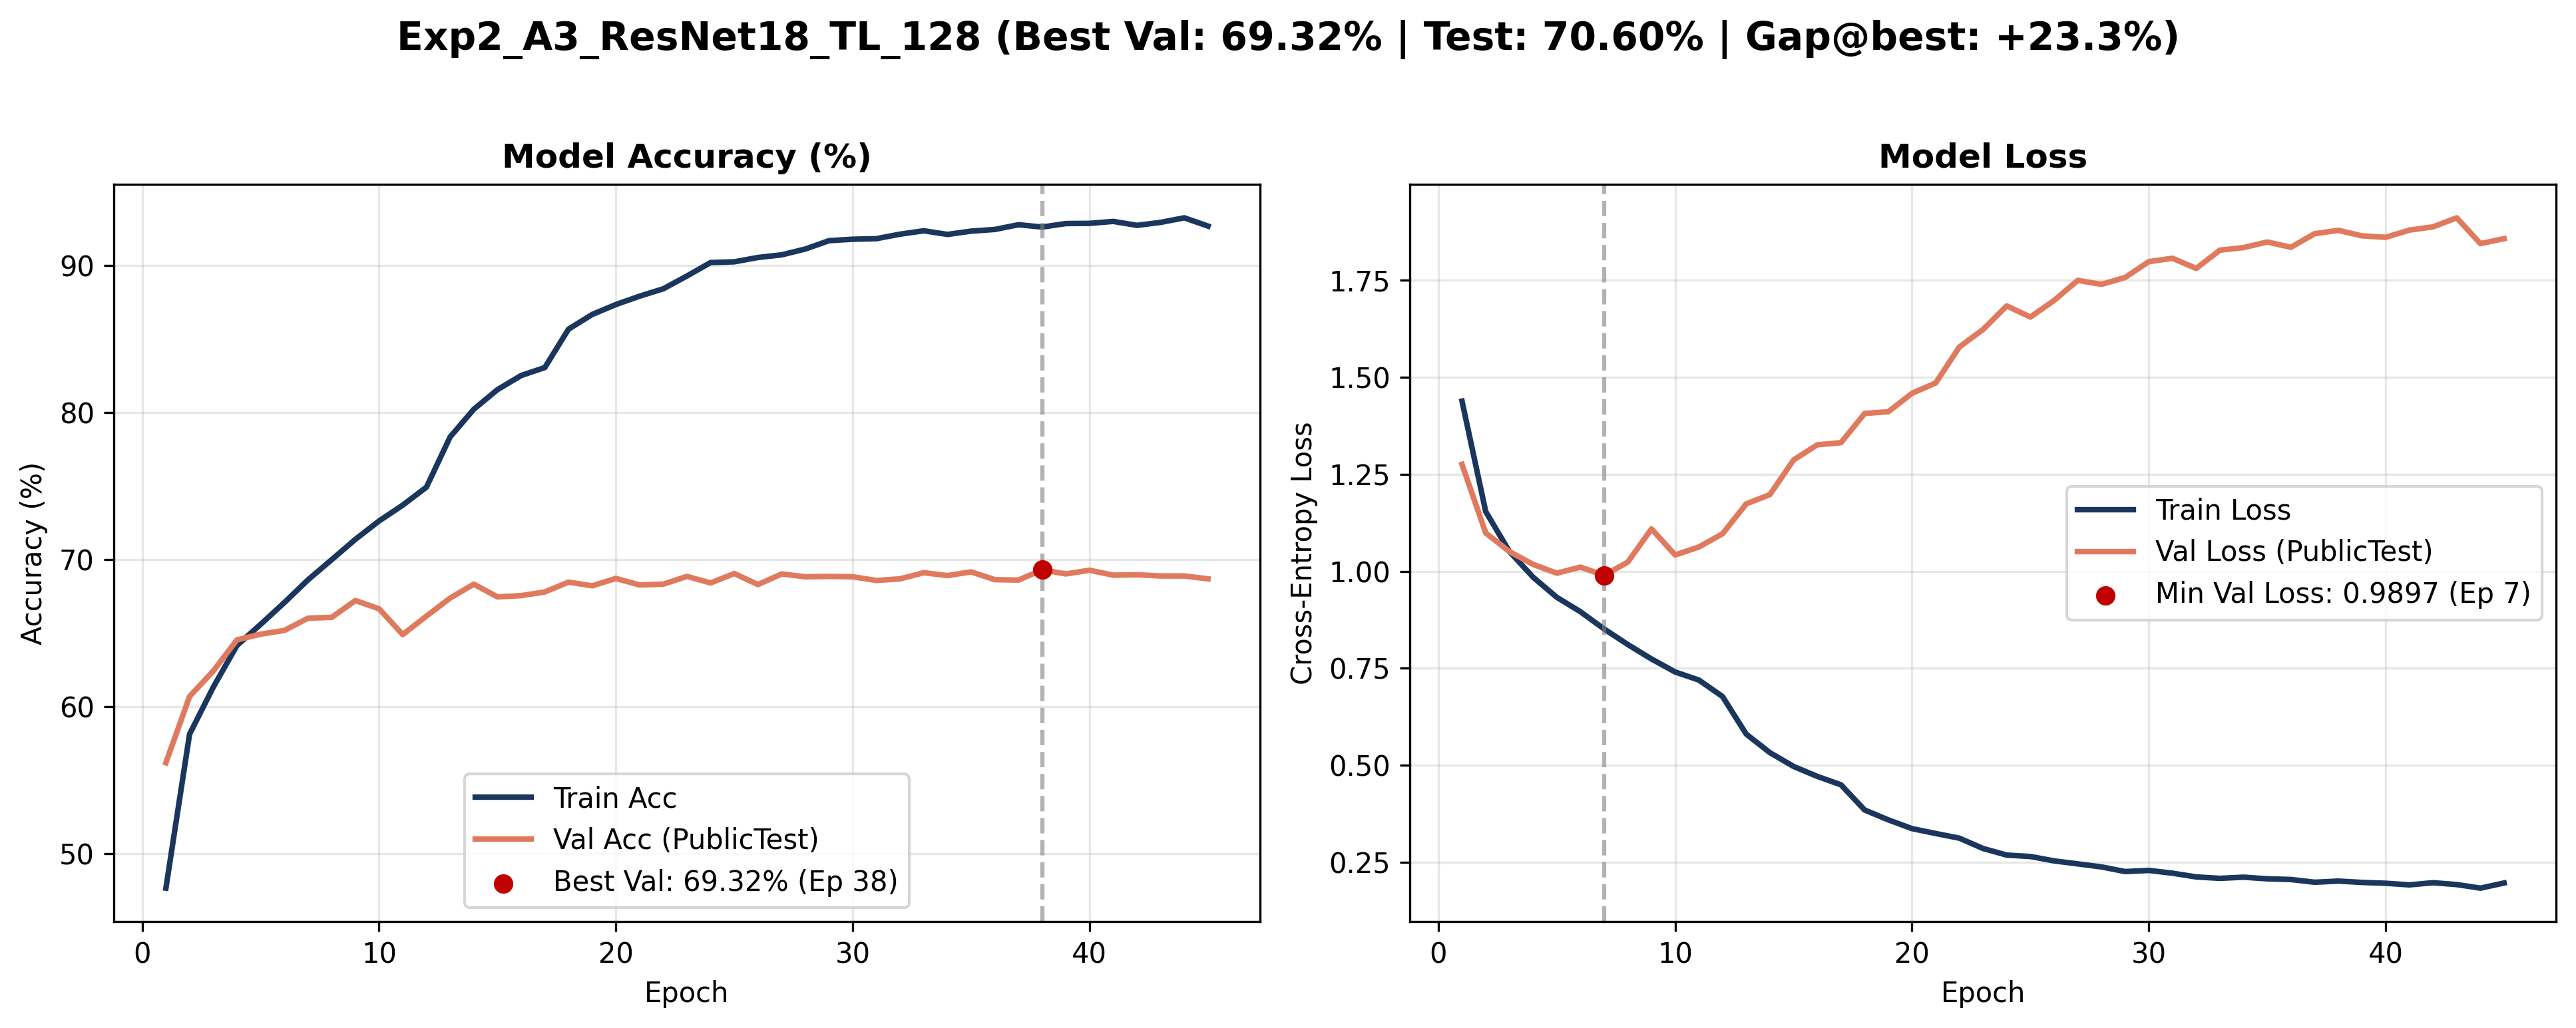 Exp2_A3_ResNet18_TL_128 (Best Val: 69.32% | Test: 70.60% | Gap@best: +23.3%)
Model Accuracy (%)
Accuracy (%)
90
80
70
60
50
0
10
20
30
40
Epoch
Train Acc
Val Acc (PublicTest)
Best Val: 69.32% (Ep 38)
Model Loss
Cross-Entropy Loss
1.75
1.50
1.25
1.00
0.75
0.50
0.25
0
10
20
30
40
Epoch
Train Loss
Val Loss (PublicTest)
Min Val Loss: 0.9897 (Ep 7)